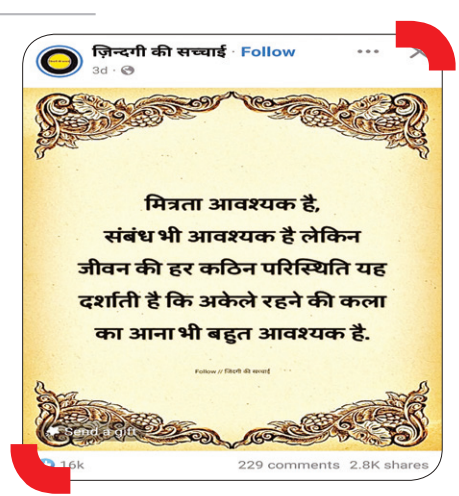 ज़िन्दगी की सच्चाई · Follow
3d ·
मित्रता आवश्यक है,
संबंध भी आवश्यक है लेकिन
जीवन की हर कठिन परिस्थिति यह
दर्शाती है कि अकेले रहने की कला
का आना भी बहुत आवश्यक है.
Follow // जिंदगी की सच्चाई
Send a gift
16k 229 comments 2.8K shares